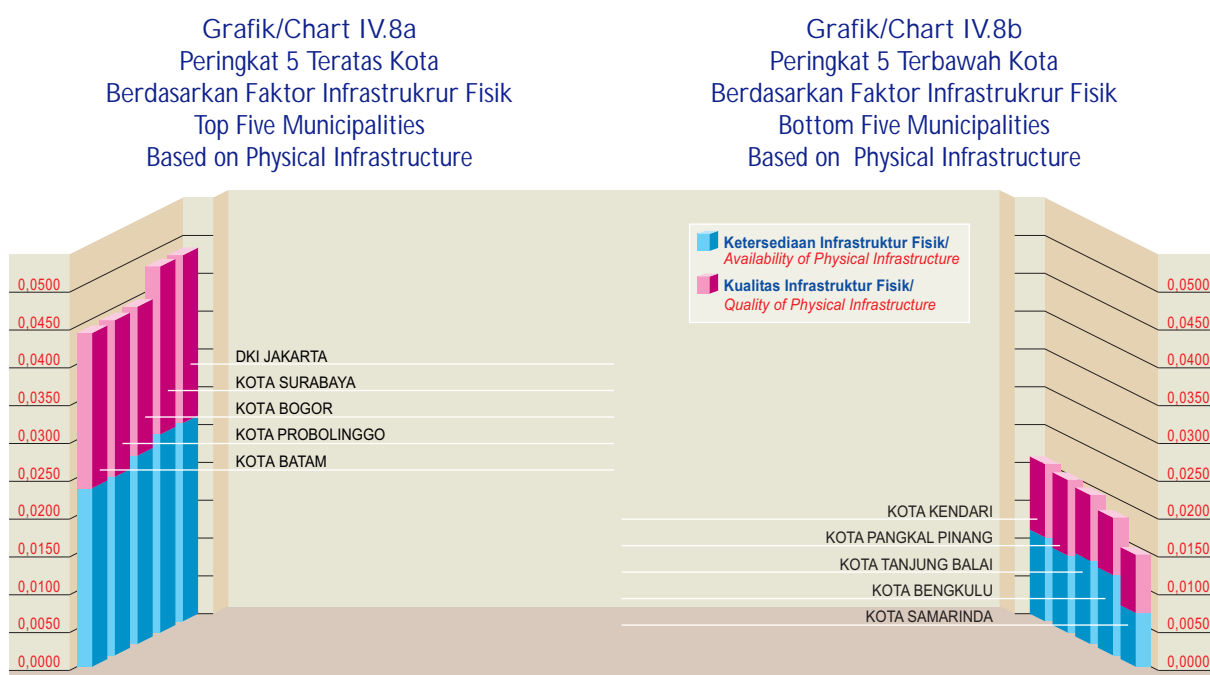 Grafik/Chart IV.8a
Peringkat 5 Teratas Kota
Berdasarkan Faktor Infrastrukrur Fisik
Top Five Municipalities
Based on Physical Infrastructure
Grafik/Chart IV.8b
Peringkat 5 Terbawah Kota
Berdasarkan Faktor Infrastrukrur Fisik
Bottom Five Municipalities
Based on Physical Infrastructure
0,0500
0,0450
0,0400
0,0350
0,0300
0,0250
0,0200
0,0150
0,0100
0,0050
0,0000
DKI JAKARTA
KOTA SURABAYA
KOTA BOGOR
KOTA PROBOLINGGO
KOTA BATAM
Ketersediaan Infrastruktur Fisik/
Availability of Physical Infrastructure
Kualitas Infrastruktur Fisik/
Quality of Physical Infrastructure
KOTA KENDARI
KOTA PANGKAL PINANG
KOTA TANJUNG BALAI
KOTA BENGKULU
KOTA SAMARINDA
0,0500
0,0450
0,0400
0,0350
0,0300
0,0250
0,0200
0,0150
0,0100
0,0050
0,0000